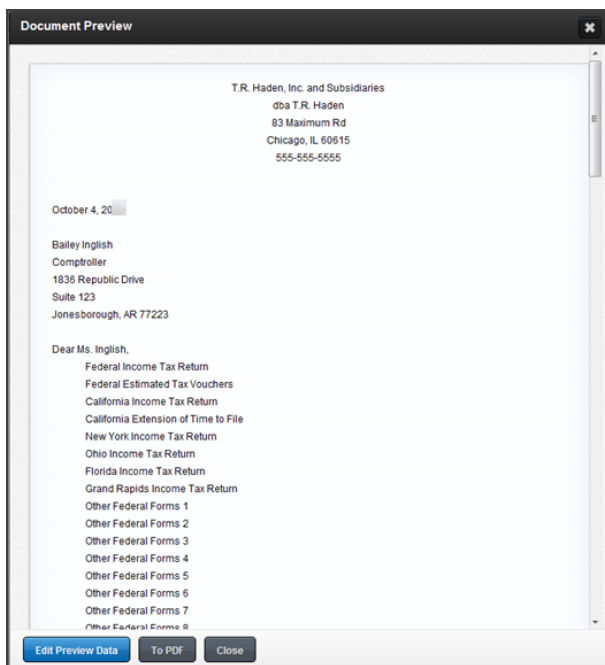 Document Preview
T.R. Haden, Inc. and Subsidiaries
dba T.R. Haden
83 Maximum Rd
Chicago, IL 60615
555-555-5555
October 4, 20
Bailey Inglish
Comptroller
1836 Republic Drive
Suite 123
Jonesborough, AR 77223
Dear Ms. Inglish,
Federal Income Tax Return
Federal Estimated Tax Vouchers
California Income Tax Return
California Extension of Time to File
New York Income Tax Return
Ohio Income Tax Return
Florida Income Tax Return
Grand Rapids Income Tax Return
Other Federal Forms 1
Other Federal Forms 2
Other Federal Forms 3
Other Federal Forms 4
Other Federal Forms 5
Other Federal Forms 6
Other Federal Forms 7
Other Federal Forms 8
Edit Preview Data To PDF Close